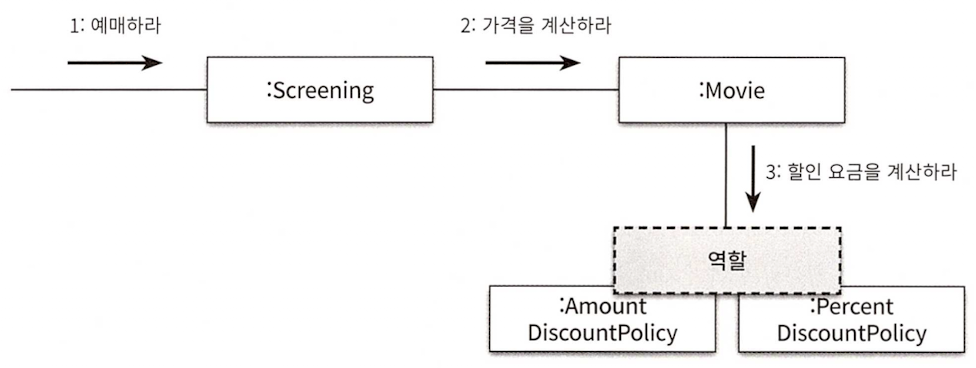 1: 예매하라
2: 가격을 계산하라
:Screening
:Movie
3: 할인 요금을 계산하라
역할
:Amount
DiscountPolicy
:Percent
DiscountPolicy